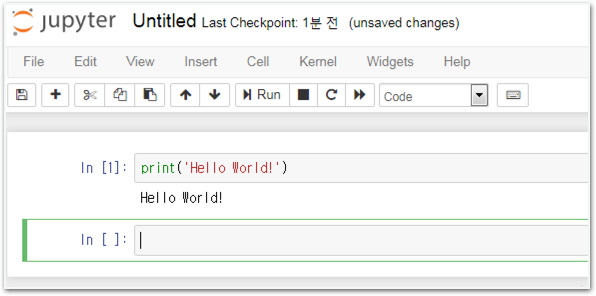 jupyter Untitled Last Checkpoint: 1분 전 (unsaved changes)
File Edit View Insert Cell Kernel Widgets Help
Run Code
In [1]: print('Hello World!')
Hello World!
In [ ]: